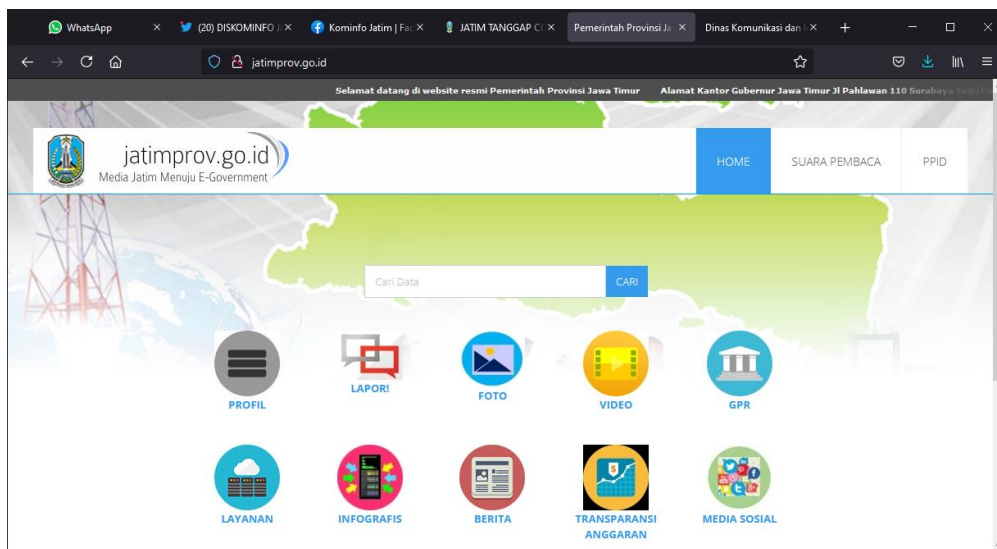 WhatsApp
(20) DISKOMINFO J
Kominfo Jatim | Fac
JATIM TANGGAP CO
Pemerintah Provinsi Ja
Dinas Komunikasi dan I
jatimprov.go.id
Selamat datang di website resmi Pemerintah Provinsi Jawa Timur Alamat Kantor Gubernur Jawa Timur Jl Pahlawan 110 Surabaya
jatimprov.go.id
Media Jatim Menuju E-Government
HOME
SUARA PEMBACA
PPID
Cari Data
CARI
PROFIL
LAPOR!
FOTO
VIDEO
GPR
LAYANAN
INFOGRAFIS
BERITA
TRANSPARANSI
ANGGARAN
MEDIA SOSIAL